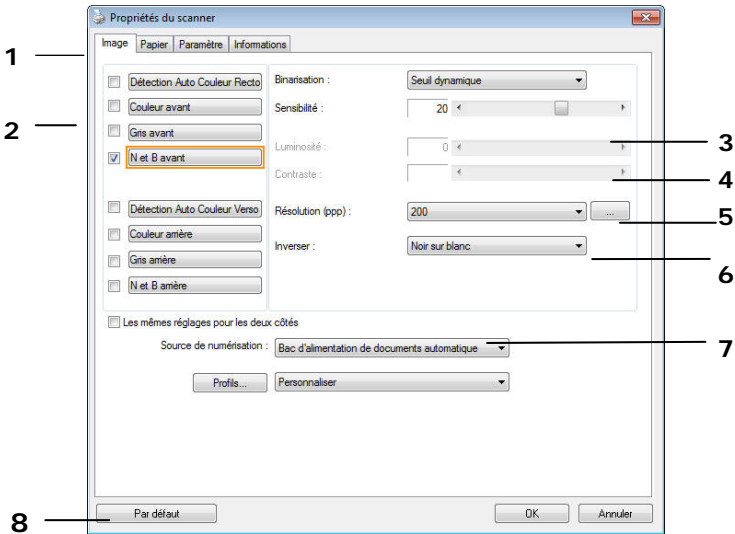 Propriétés du scanner
Image Papier Paramètre Informations
1
Détection Auto Couleur Recto
Binarisation :
Seuil dynamique
Couleur avant
Sensibilité :
20
2
Gris avant
N et B avant
Luminosité :
0
3
Contraste :
4
Détection Auto Couleur Verso
Résolution (ppp) :
200
...
5
Couleur arrière
Inverser :
Noir sur blanc
Gris arrière
6
N et B arrière
Les mêmes réglages pour les deux côtés
Source de numérisation :
Bac d'alimentation de documents automatique
7
Profils...
Personnaliser
Par défaut
OK
Annuler
8